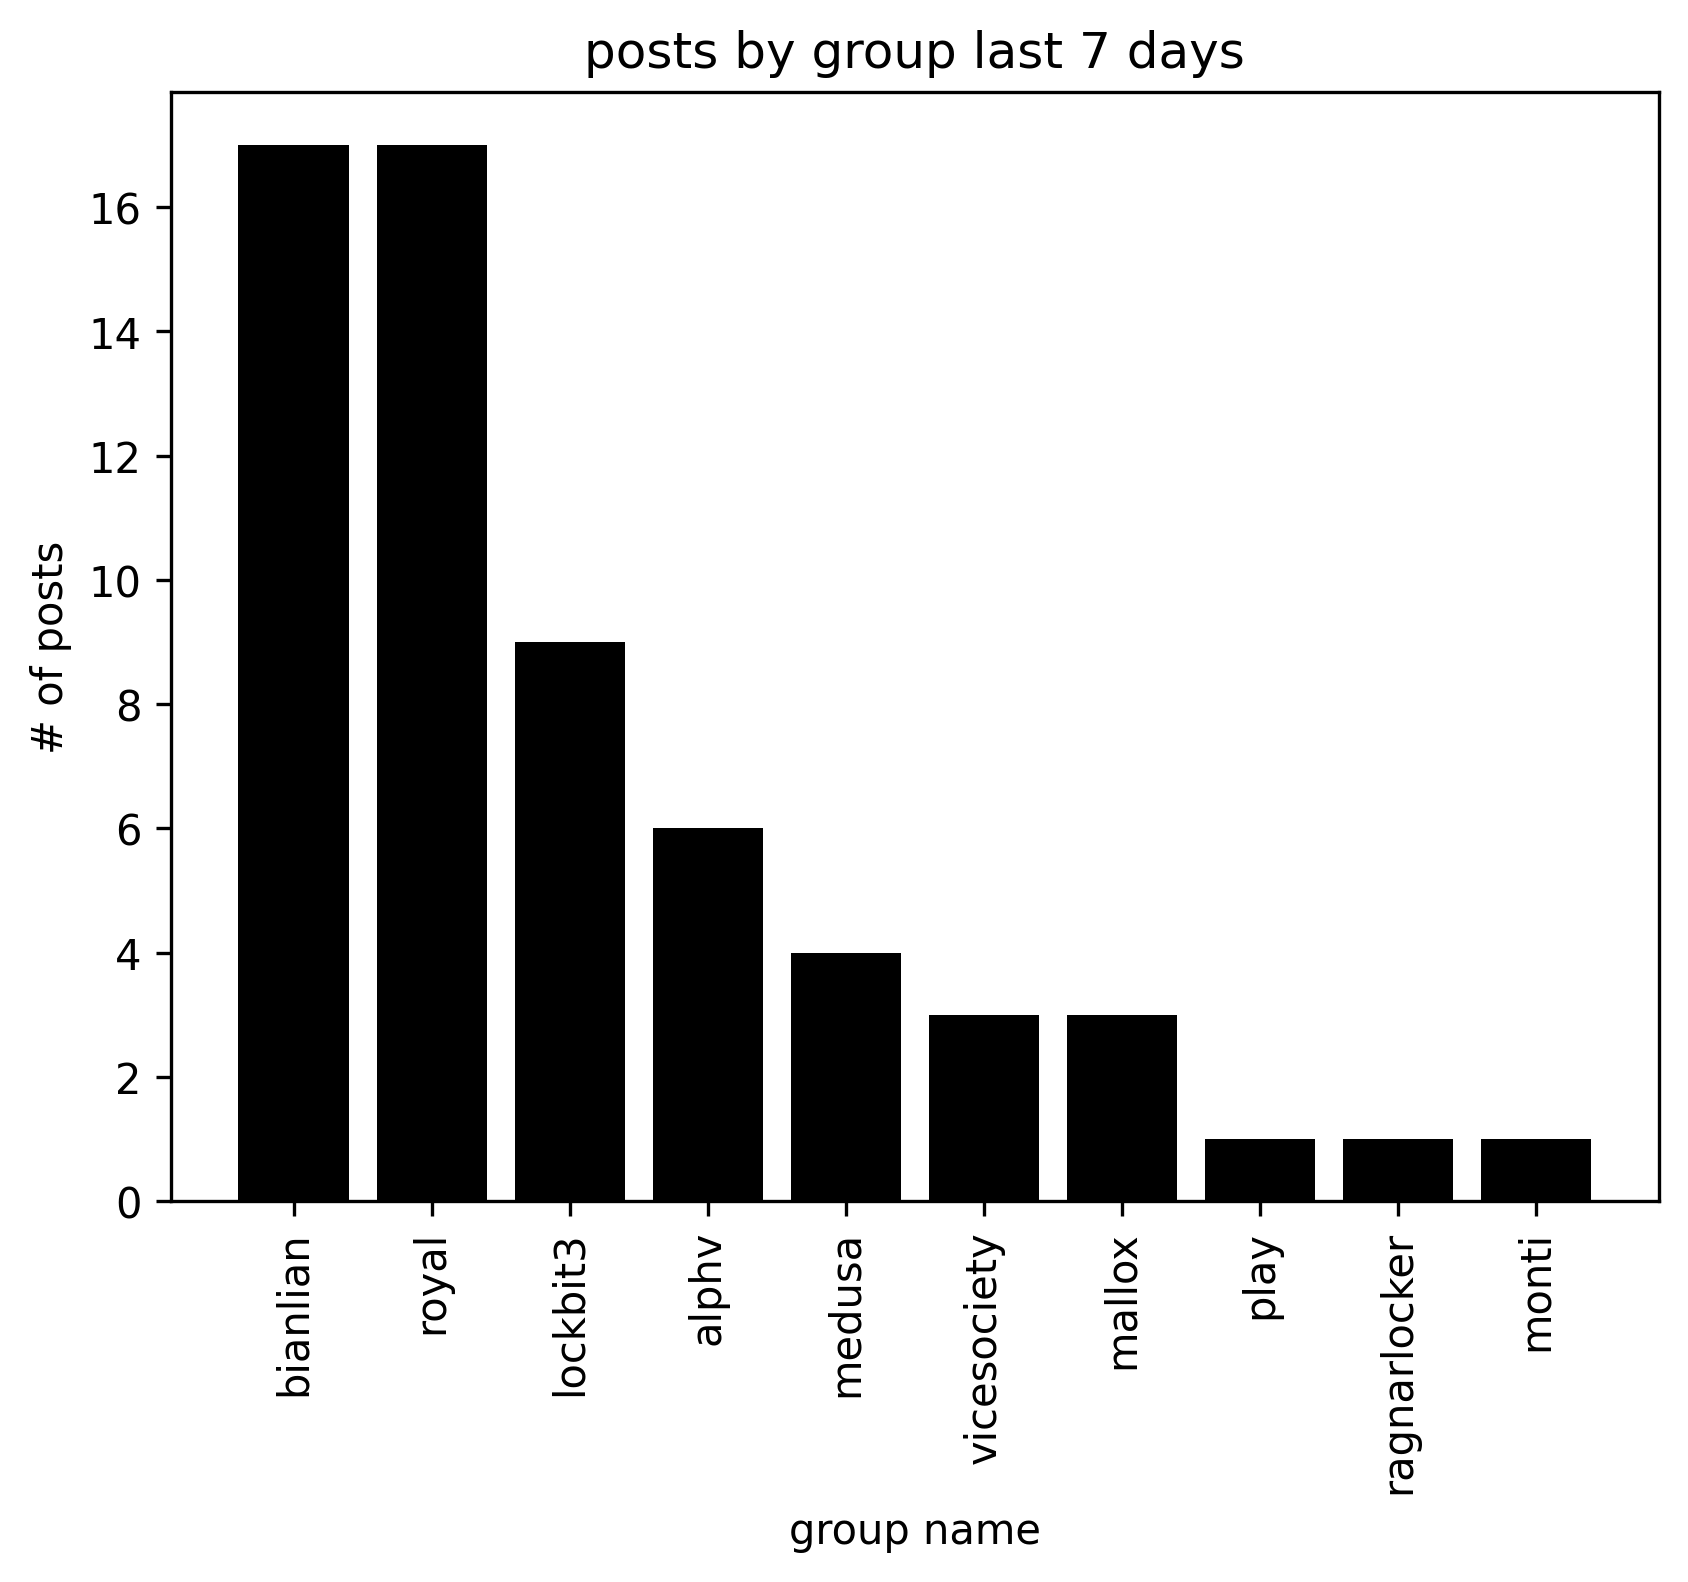 posts by group last 7 days
# of posts
16
14
12
10
8
6
4
2
0
bianlian
royal
lockbit3
alphv
medusa
vicesociety
mallox
play
ragnarlocker
monti
group name